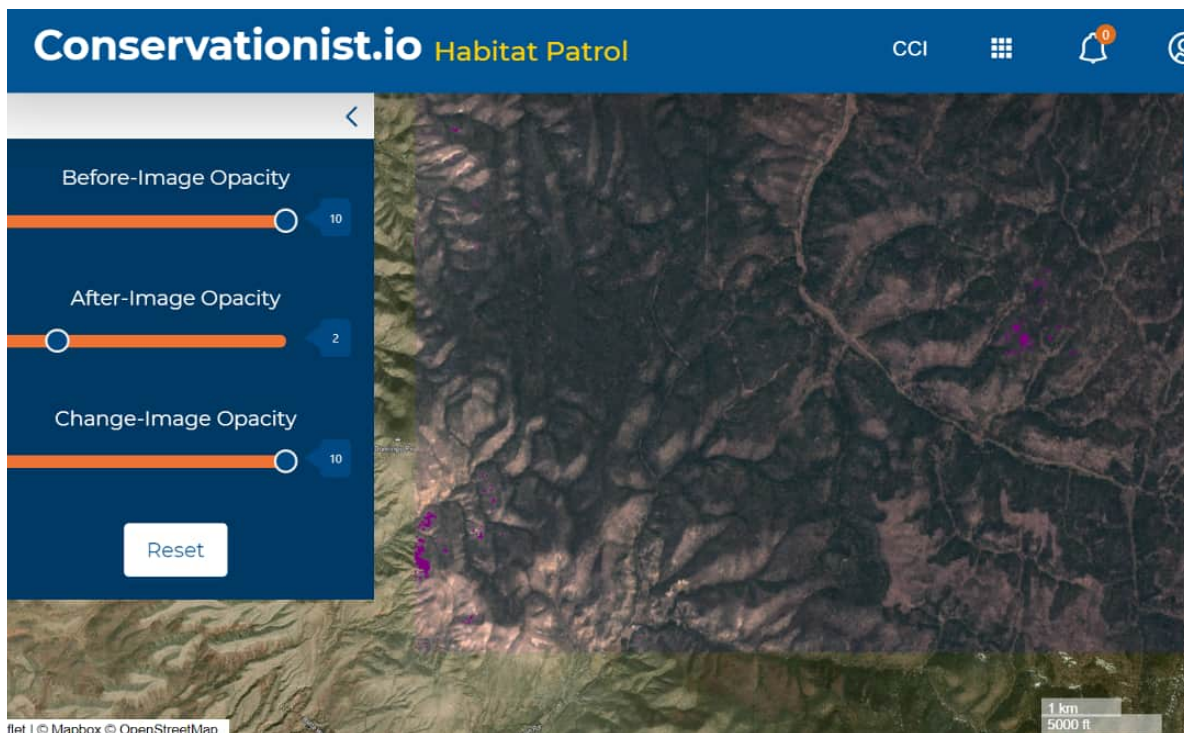 Conservationist.io Habitat Patrol
CCI
0
Before-Image Opacity
10
After-Image Opacity
2
Change-Image Opacity
10
Reset
1 km
5000 ft
flet | © Mapbox © OpenStreetMap